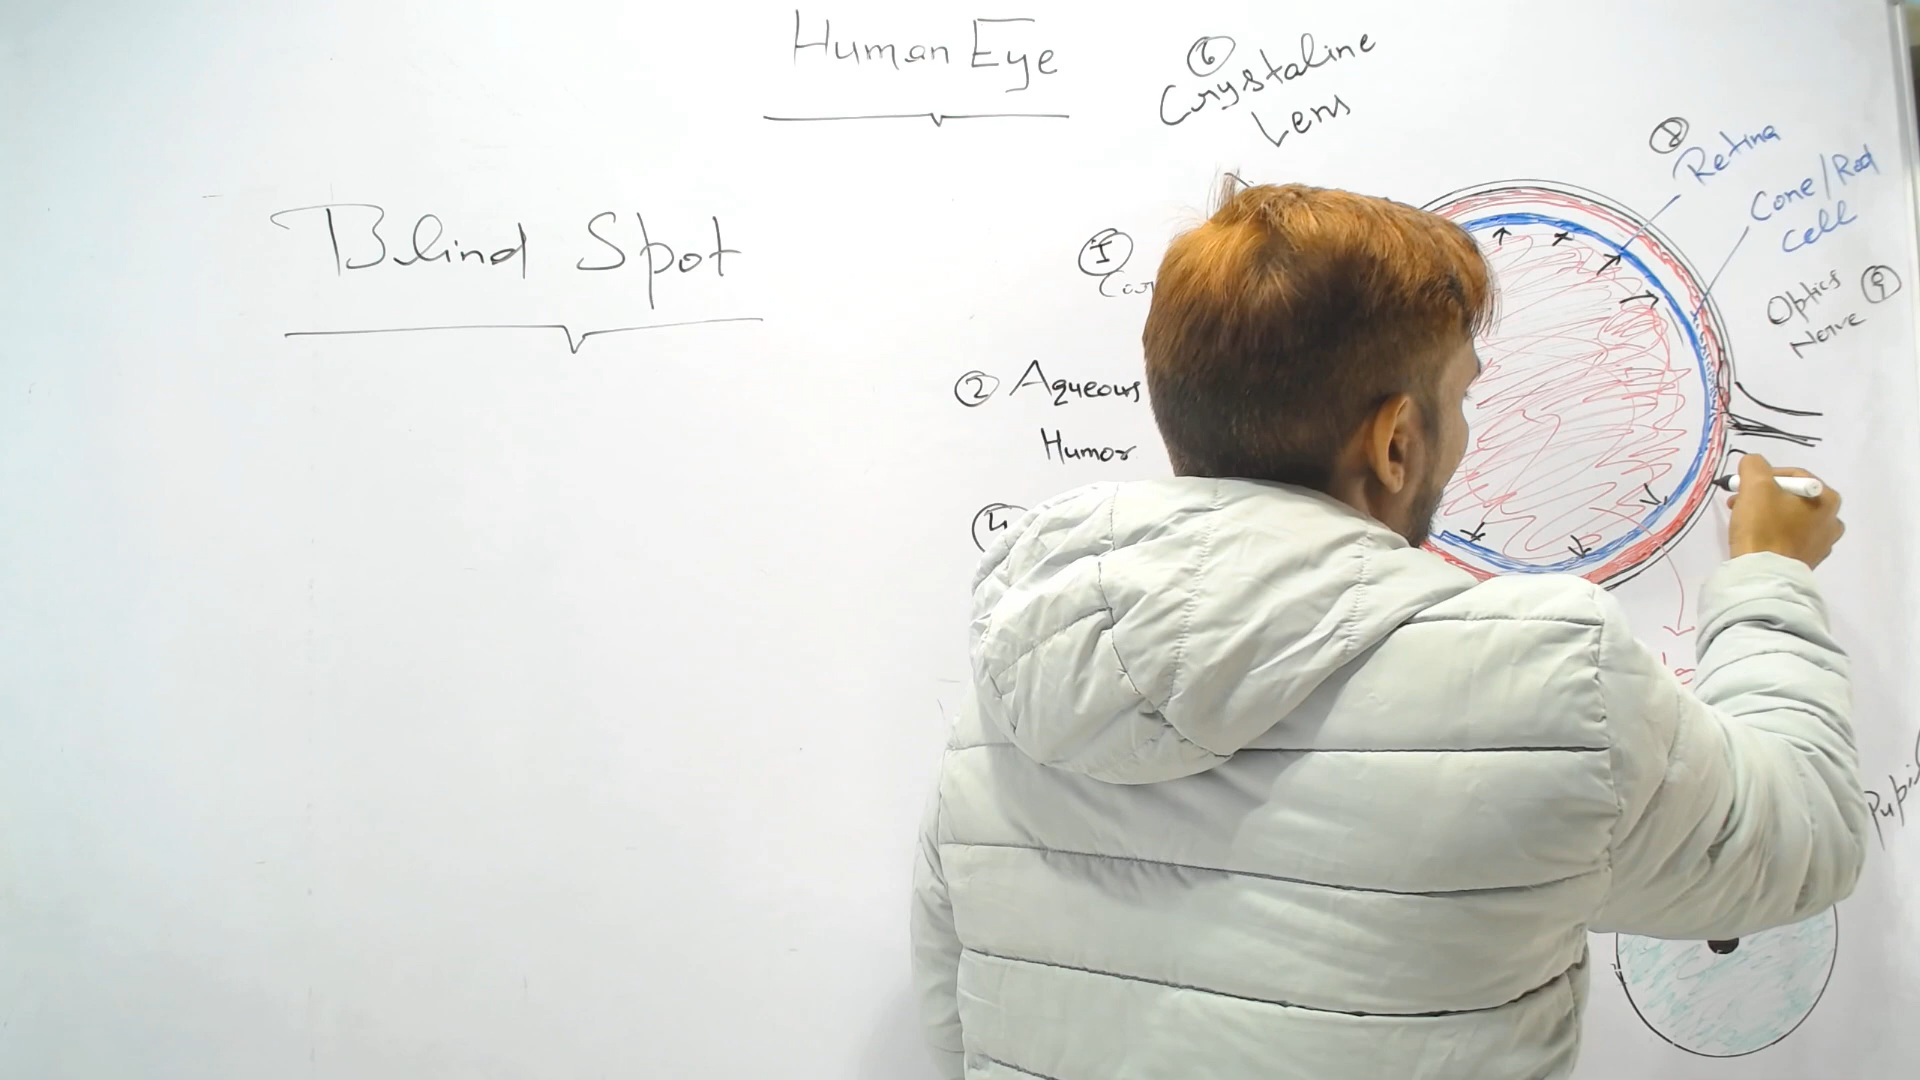 Human Eye
6
Crystaline
Lens
Blind Spot
8
Retina
Cone/Rod
cell
Optics
Nerve 9
1
2 Aqueous
Humor
4